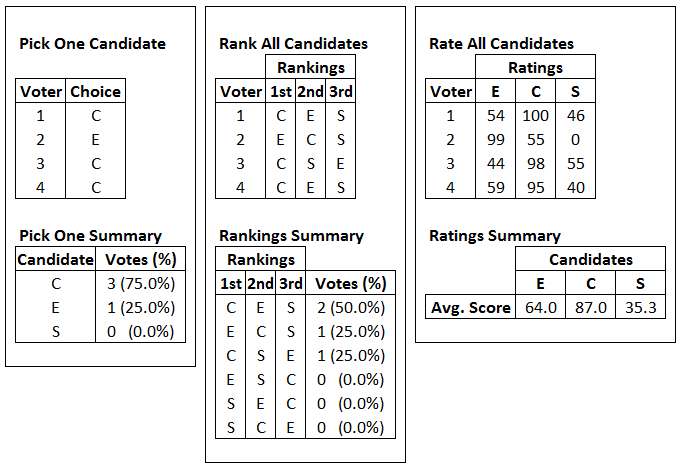 Pick One Candidate
Voter Choice
1 C
2 E
3 C
4 C
Pick One Summary
Candidate Votes (%)
C 3 (75.0%)
E 1 (25.0%)
S 0 (0.0%)
Rank All Candidates
Rankings
Voter 1st 2nd 3rd
1 C E S
2 E C S
3 C S E
4 C E S
Rankings Summary
Rankings
1st 2nd 3rd Votes (%)
C E S 2 (50.0%)
E C S 1 (25.0%)
C S E 1 (25.0%)
E S C 0 (0.0%)
S E C 0 (0.0%)
S C E 0 (0.0%)
Rate All Candidates
Ratings
Voter E C S
1 54 100 46
2 99 55 0
3 44 98 55
4 59 95 40
Ratings Summary
Candidates
E C S
Avg. Score 64.0 87.0 35.3